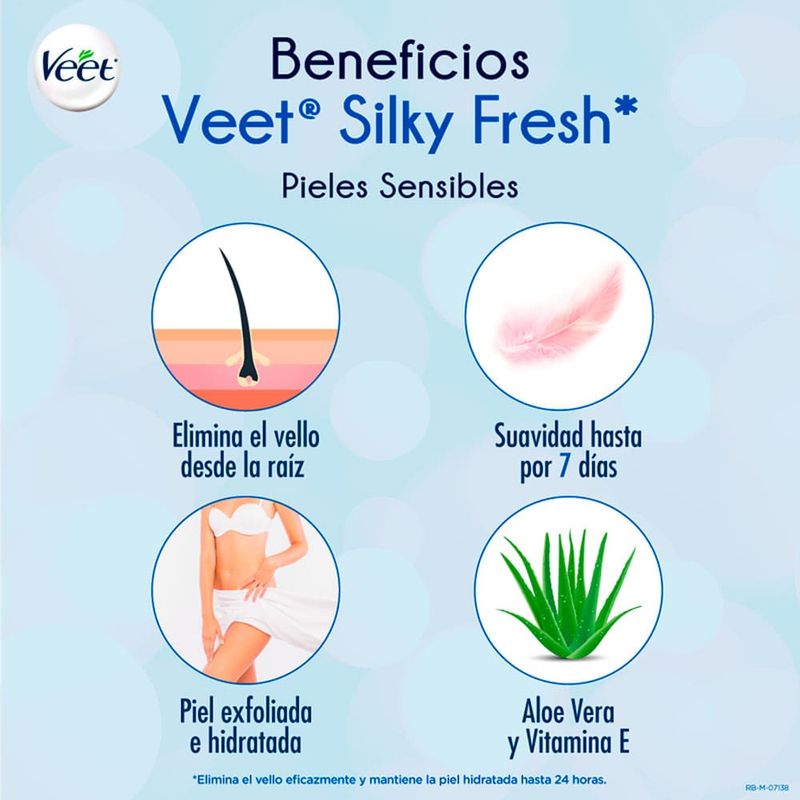 Veet
Beneficios
Veet® Silky Fresh*
Pieles Sensibles
Elimina el vello
desde la raíz
Suavidad hasta
por 7 días
Piel exfoliada
e hidratada
Aloe Vera
y Vitamina E
*Elimina el vello eficazmente y mantiene la piel hidratada hasta 24 horas.
RB-M-07138